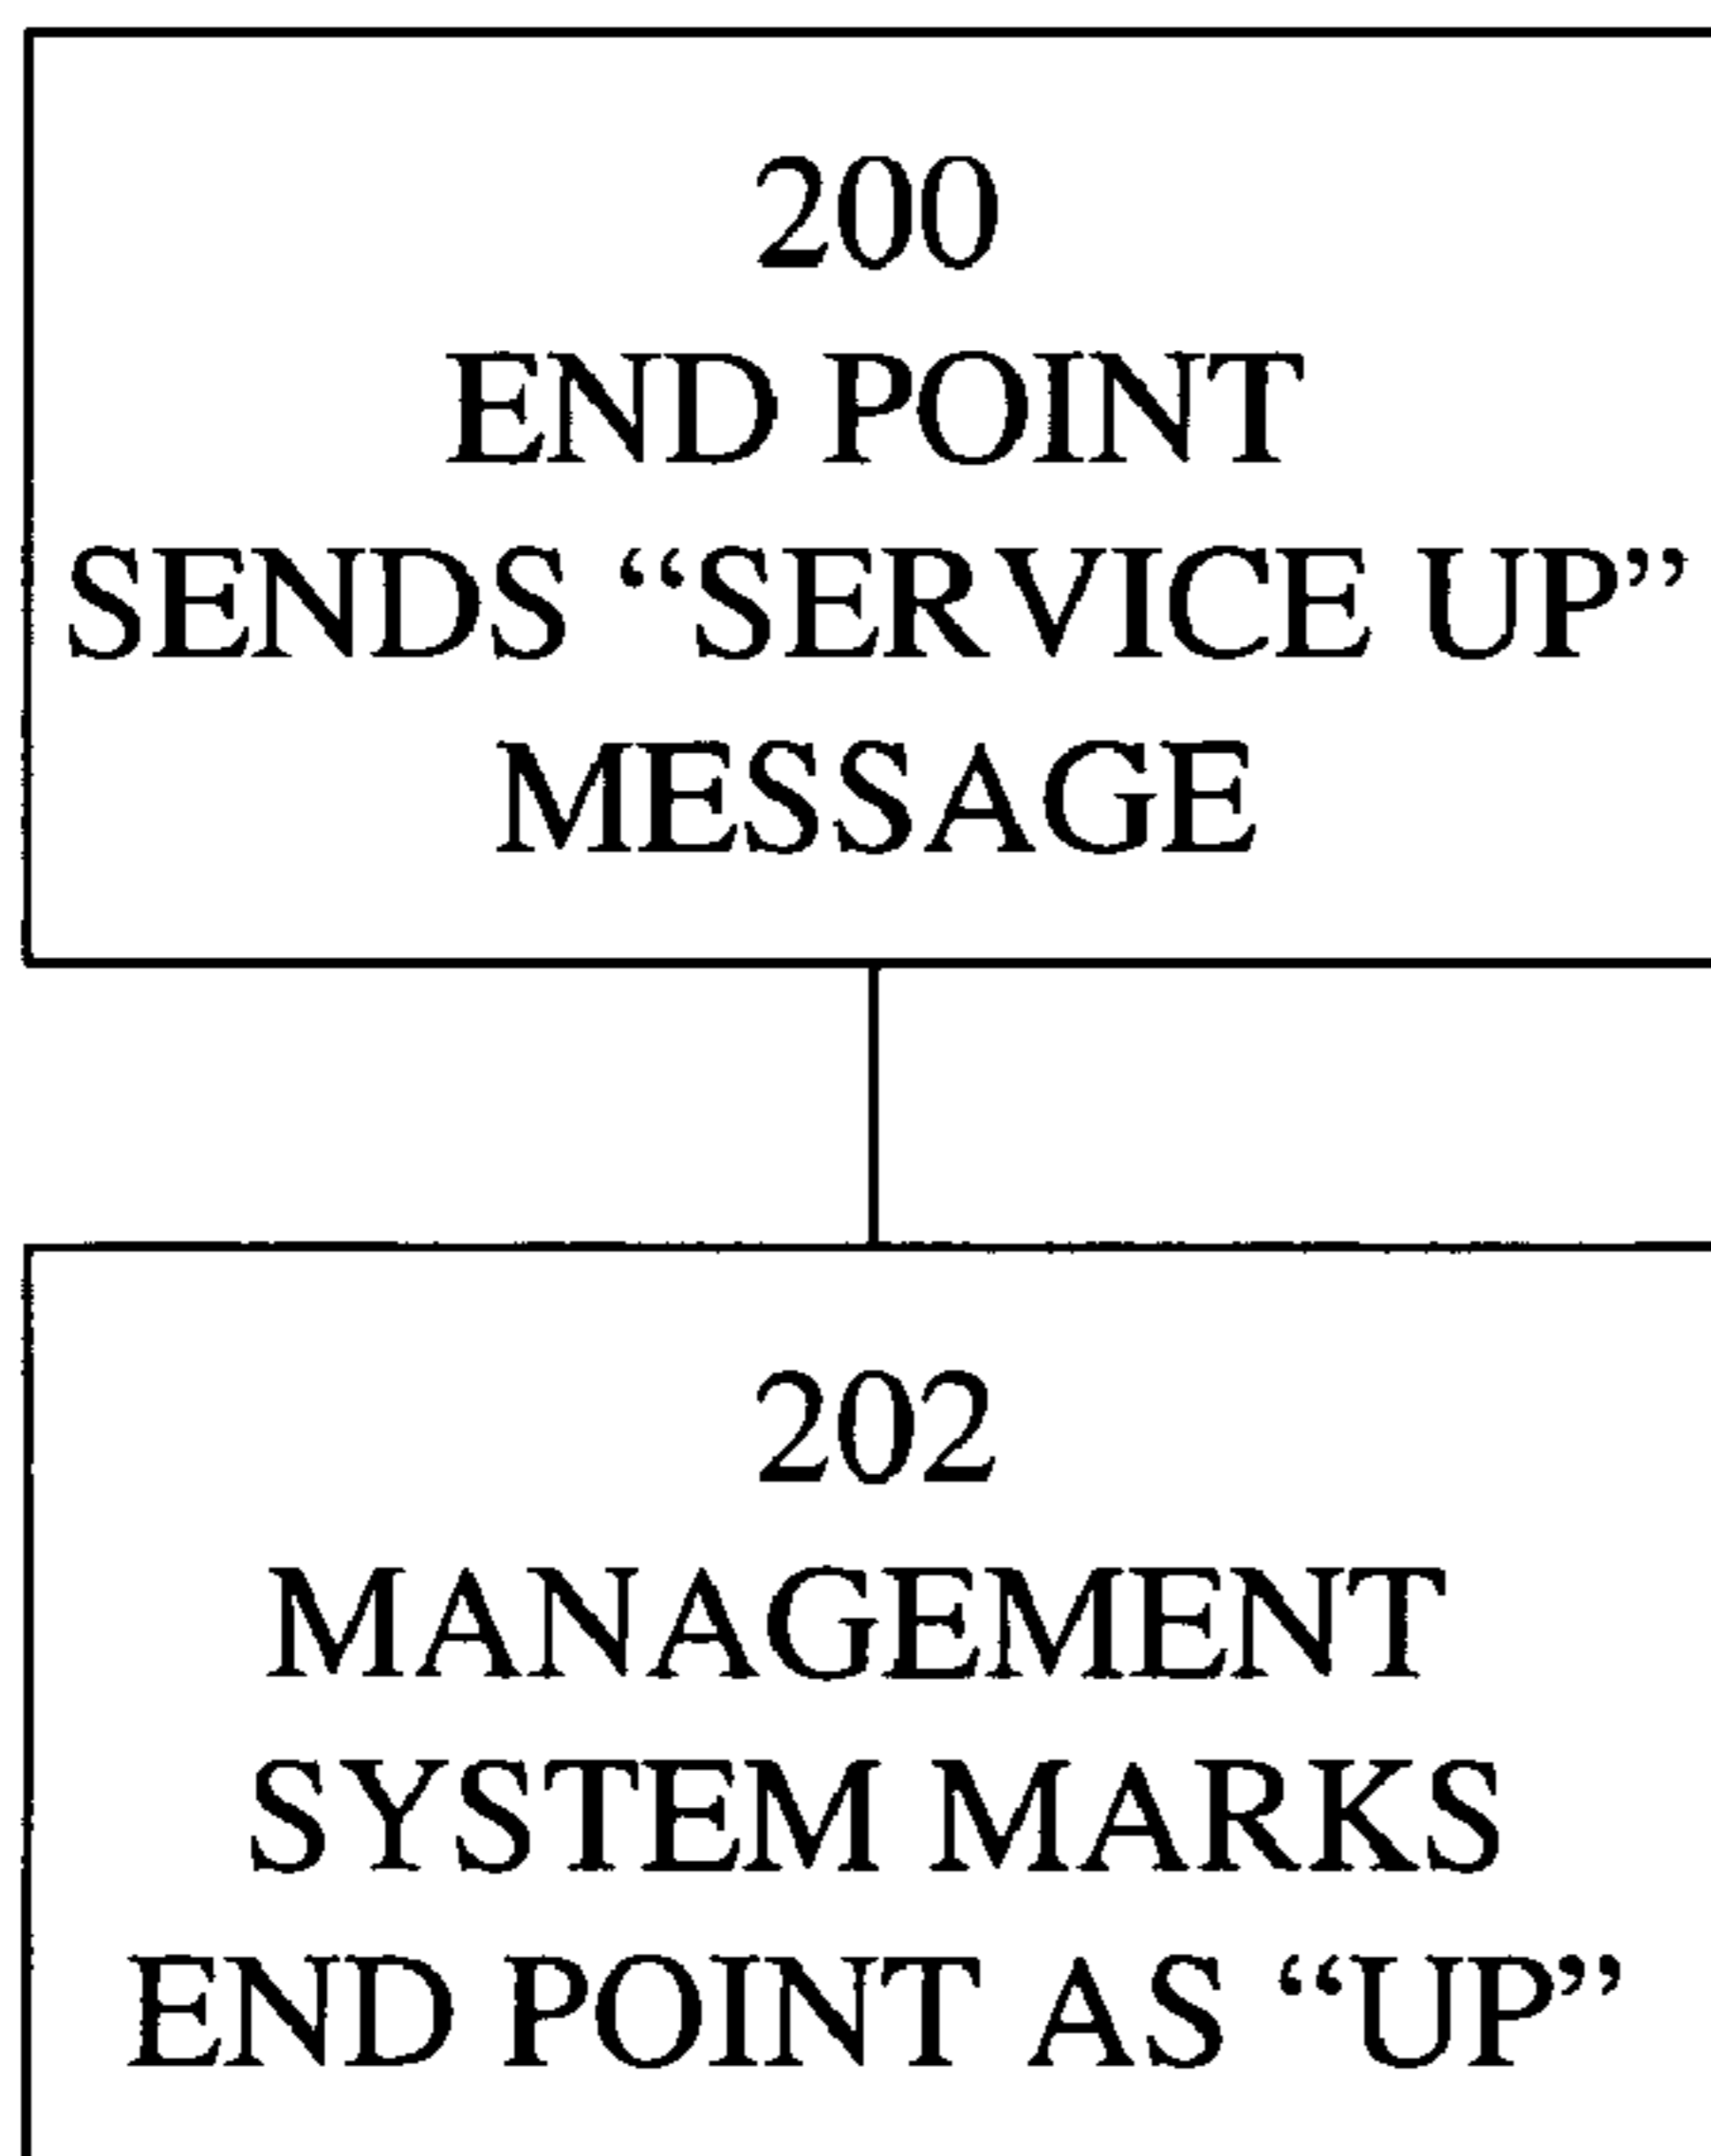 200
END POINT
SENDS “SERVICE UP”
MESSAGE
202
MANAGEMENT
SYSTEM MARKS
END POINT AS “UP”